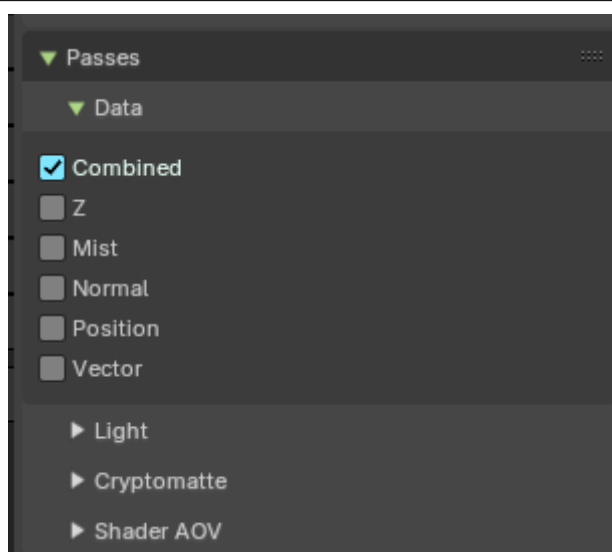 Passes
Data
Combined
Z
Mist
Normal
Position
Vector
Light
Cryptomatte
Shader AOV